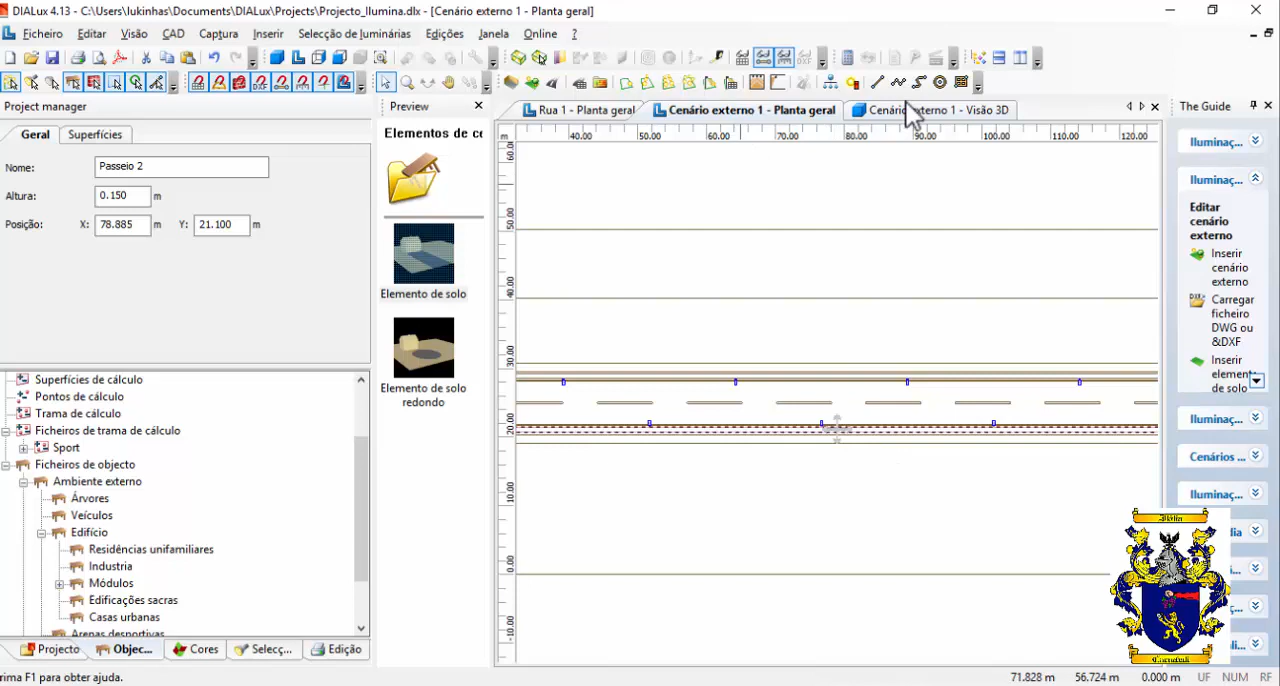 DIALux 4.13 - C:\Users\lukinhas\Documents\DIALux\Projects\Projecto_Ilumina.dlx - [Cenário externo 1 - Planta geral]
Ficheiro Editar Visão CAD Captura Inserir Selecção de luminárias Edições Janela Online ?
Project manager
Geral Superfícies
Nome: Passeio 2
Altura: 0.150 m
Posição: X: 78.885 m Y: 21.100 m
Superfícies de cálculo
Pontos de cálculo
Trama de cálculo
Ficheiros de trama de cálculo
Sport
Ficheiros de objecto
Ambiente externo
Árvores
Veículos
Edifício
Residências unifamiliares
Industria
Módulos
Edificações sacras
Casas urbanas
Arenas desportivas
Projecto Objec... Cores Selecç... Edição
Preview
Elementos de cc
Elemento de solo
Elemento de solo
redondo
Rua 1 - Planta geral Cenário externo 1 - Planta geral Cenário externo 1 - Visão 3D
m 40.00 50.00 60.00 70.00 80.00 90.00 100.00 110.00 120.00
60.00
50.00
40.00
30.00
20.00
10.00
0.00
-10.00
The Guide
Iluminaç...
Iluminaç...
Editar
cenário
externo
Inserir
cenário
externo
Carregar
ficheiro
DWG ou
&DXF
Inserir
element
de solo
Iluminaç...
Cenários ...
Iluminaç...
dia
rima F1 para obter ajuda.
71.828 m 56.724 m 0.000 m UF NUM RF